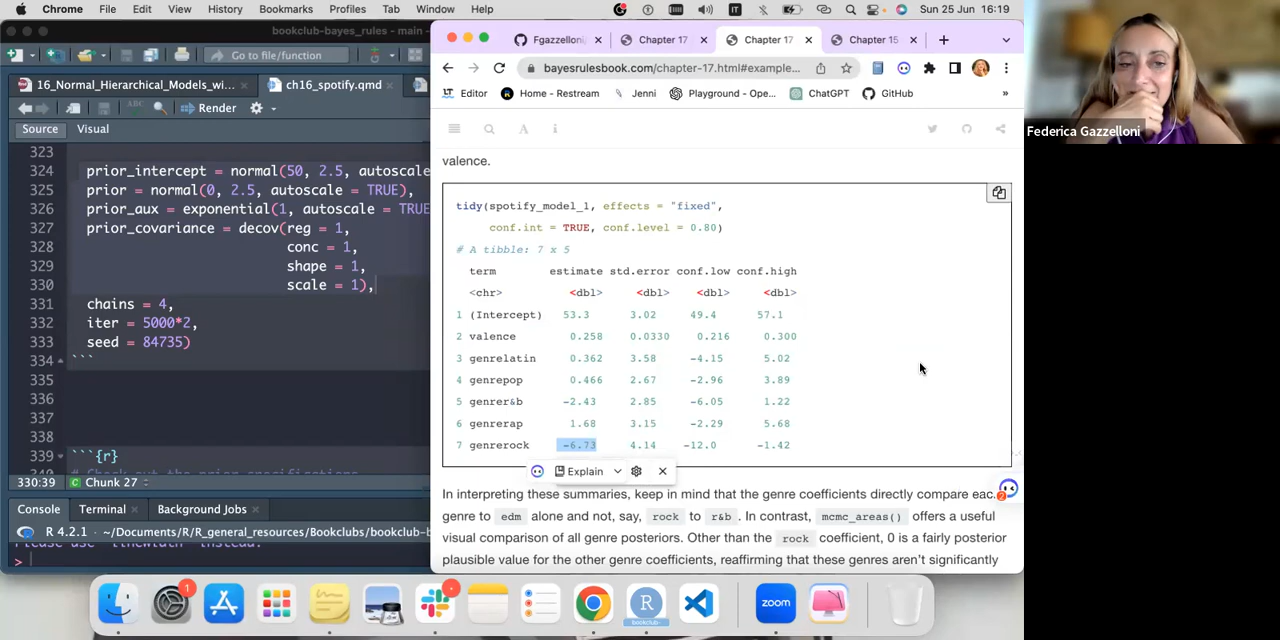 Chrome File Edit View History Bookmarks Profiles Tab Window Help Sun 25 Jun 16:19
bookclub-bayes_rules - main -
Go to file/function
16_Normal_Hierarchical_Models_wi... ch16_spotify.qmd
Render
Source Visual
323
324 prior_intercept = normal(50, 2.5, autoscale
325 prior = normal(0, 2.5, autoscale = TRUE),
326 prior_aux = exponential(1, autoscale = TRUE
327 prior_covariance = decov(reg = 1,
328 conc = 1,
329 shape = 1,
330 scale = 1),
331 chains = 4,
332 iter = 5000*2,
333 seed = 84735)
334 ```
335
336
337
338
339 ```{r}
330:39 Chunk 27
Console Terminal Background Jobs
R 4.2.1 · ~/Documents/R/R_general_resources/Bookclubs/bookclub-b
>
Fgazzelloni/ Chapter 17 Chapter 17 Chapter 15
bayesrulesbook.com/chapter-17.html#example...
Editor Home - Restream Jenni Playground - Ope... ChatGPT GitHub »
valence.
tidy(spotify_model_1, effects = "fixed",
conf.int = TRUE, conf.level = 0.80)
# A tibble: 7 x 5
term estimate std.error conf.low conf.high
<chr> <dbl> <dbl> <dbl> <dbl>
1 (Intercept) 53.3 3.02 49.4 57.1
2 valence 0.258 0.0330 0.216 0.300
3 genrelatin 0.362 3.58 -4.15 5.02
4 genrepop 0.466 2.67 -2.96 3.89
5 genrer&b -2.43 2.85 -6.05 1.22
6 genrerap 1.68 3.15 -2.29 5.68
7 genrerock -6.73 4.14 -12.0 -1.42
Explain
In interpreting these summaries, keep in mind that the genre coefficients directly compare eac
genre to edm alone and not, say, rock to r&b . In contrast, mcmc_areas() offers a useful
visual comparison of all genre posteriors. Other than the rock coefficient, 0 is a fairly posterior
plausible value for the other genre coefficients, reaffirming that these genres aren't significantly
Federica Gazzelloni
zoom